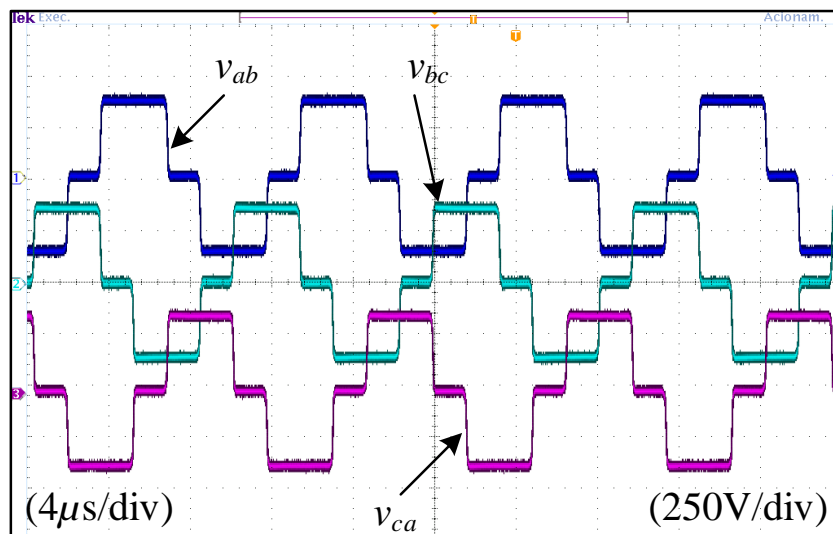 Tek Exec. Acionam.
T
T
v_ab v_bc
1
2
3
(4μs/div) v_ca (250V/div)